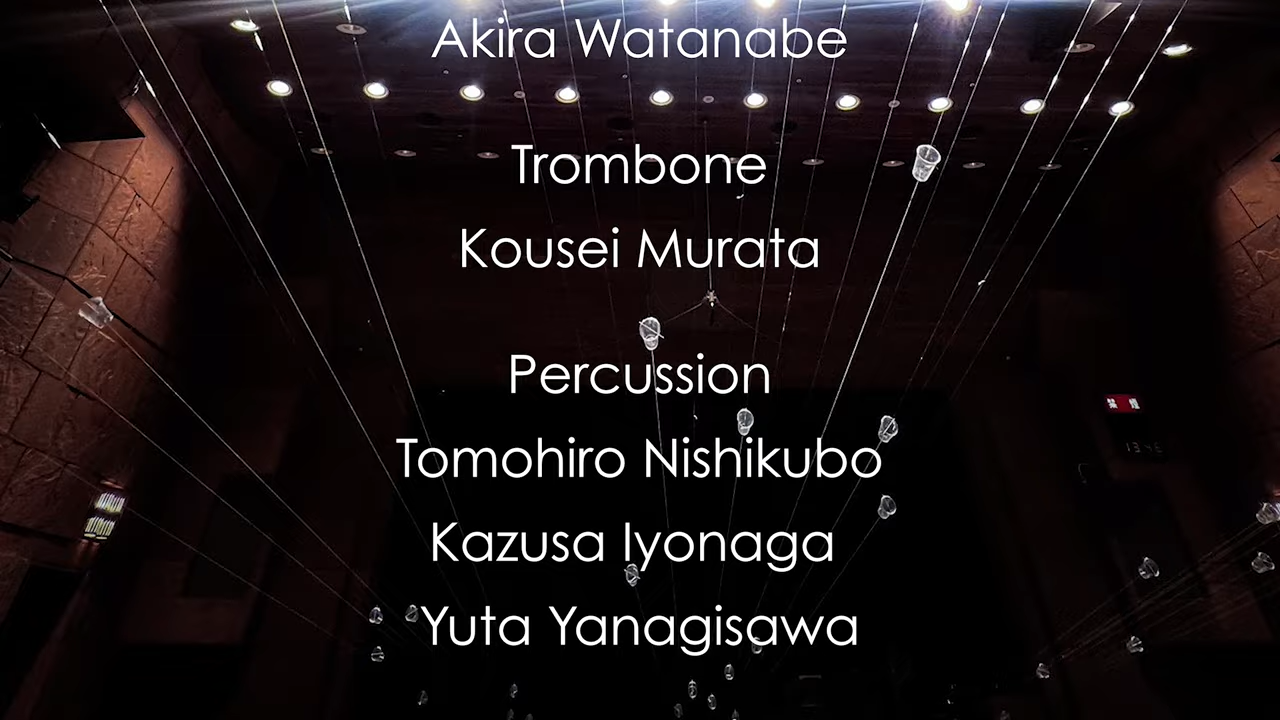 Akira Watanabe
Trombone
Kousei Murata
Percussion
Tomohiro Nishikubo
Kazusa Iyonaga
Yuta Yanagisawa